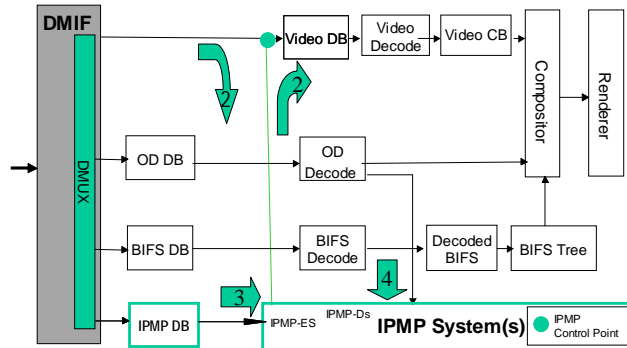 DMIF
DMUX
Video DB
Video
Decode
Video CB
Compositor
Renderer
2
2
OD DB
OD
Decode
BIFS DB
BIFS
Decode
Decoded
BIFS
BIFS Tree
3
4
IPMP DB
IPMP-ES
IPMP-Ds
IPMP System(s)
IPMP
Control Point